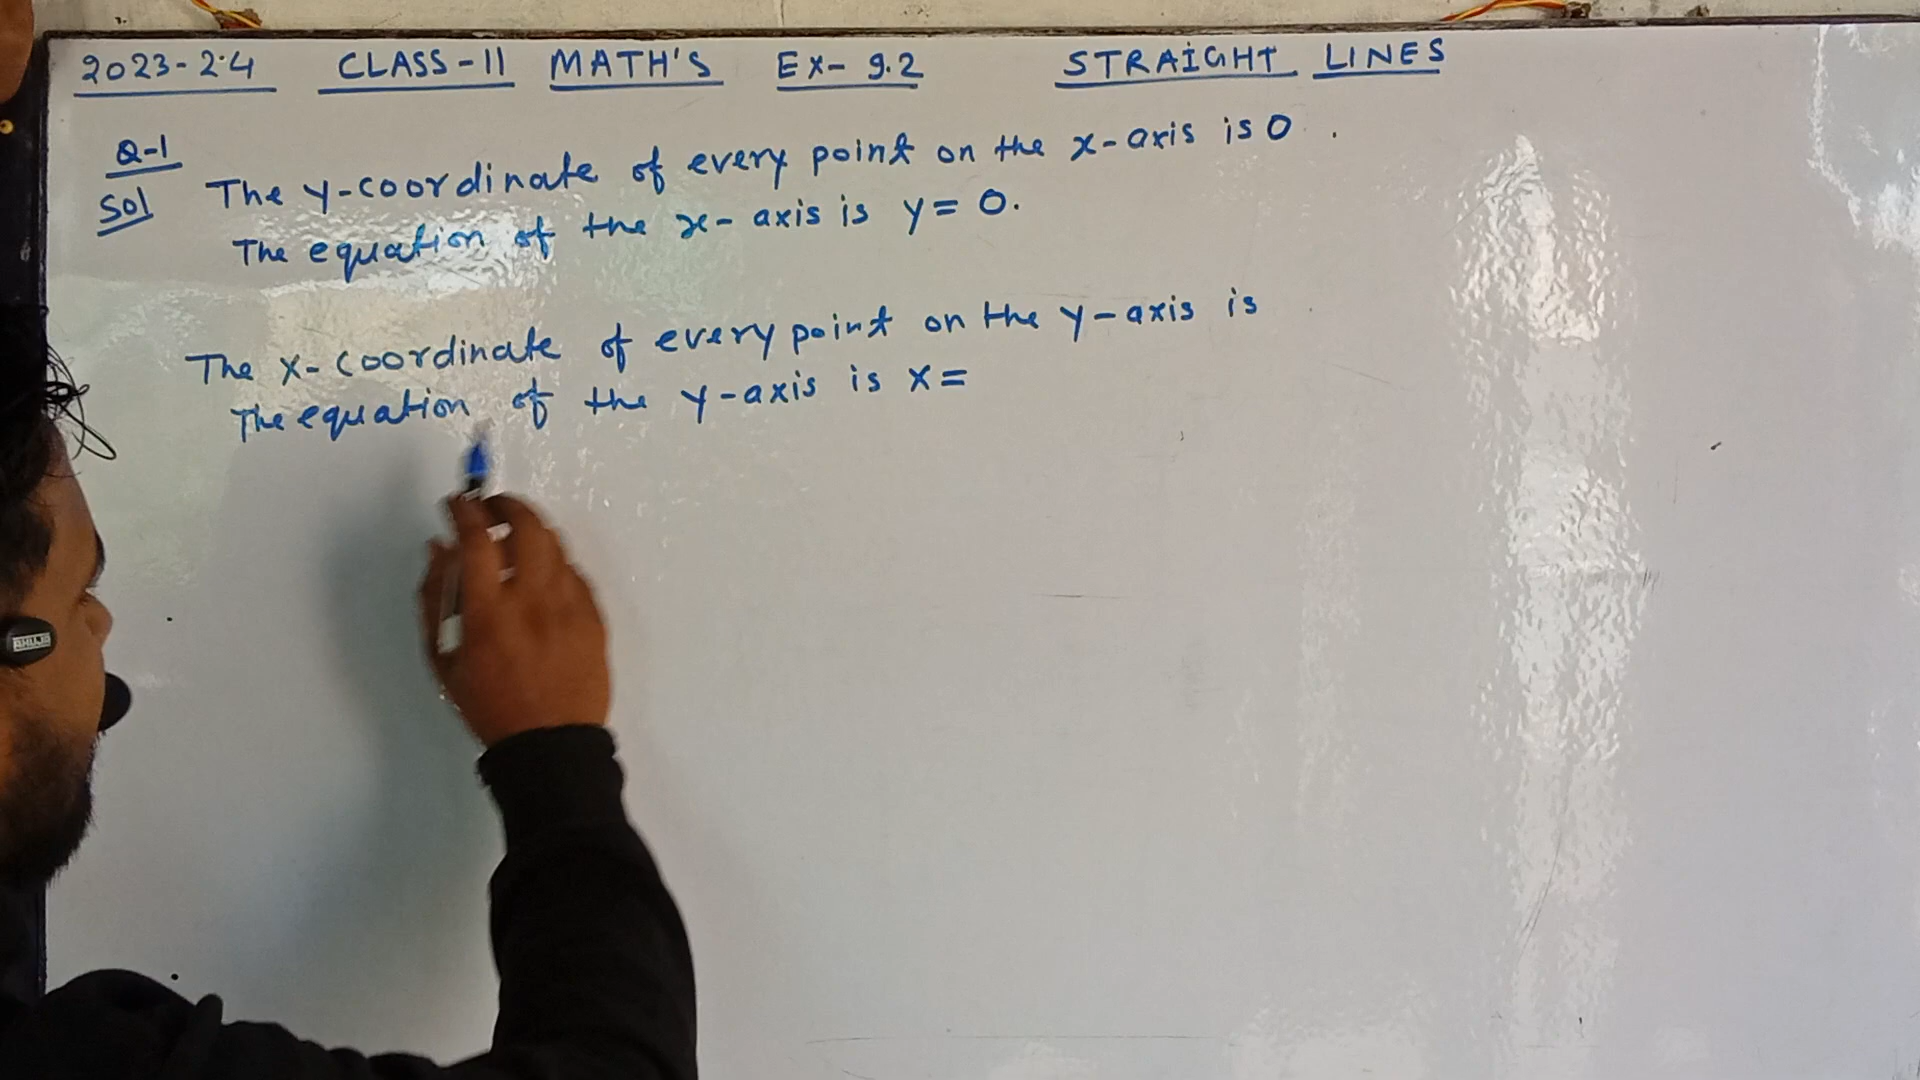 2023-24 CLASS-11 MATH'S EX-9.2 STRAIGHT LINES
Q-1
Sol The y-coordinate of every point on the x-axis is 0.
The equation of the x-axis is y=0.
The x-coordinate of every point on the y-axis is
The equation of the y-axis is x=